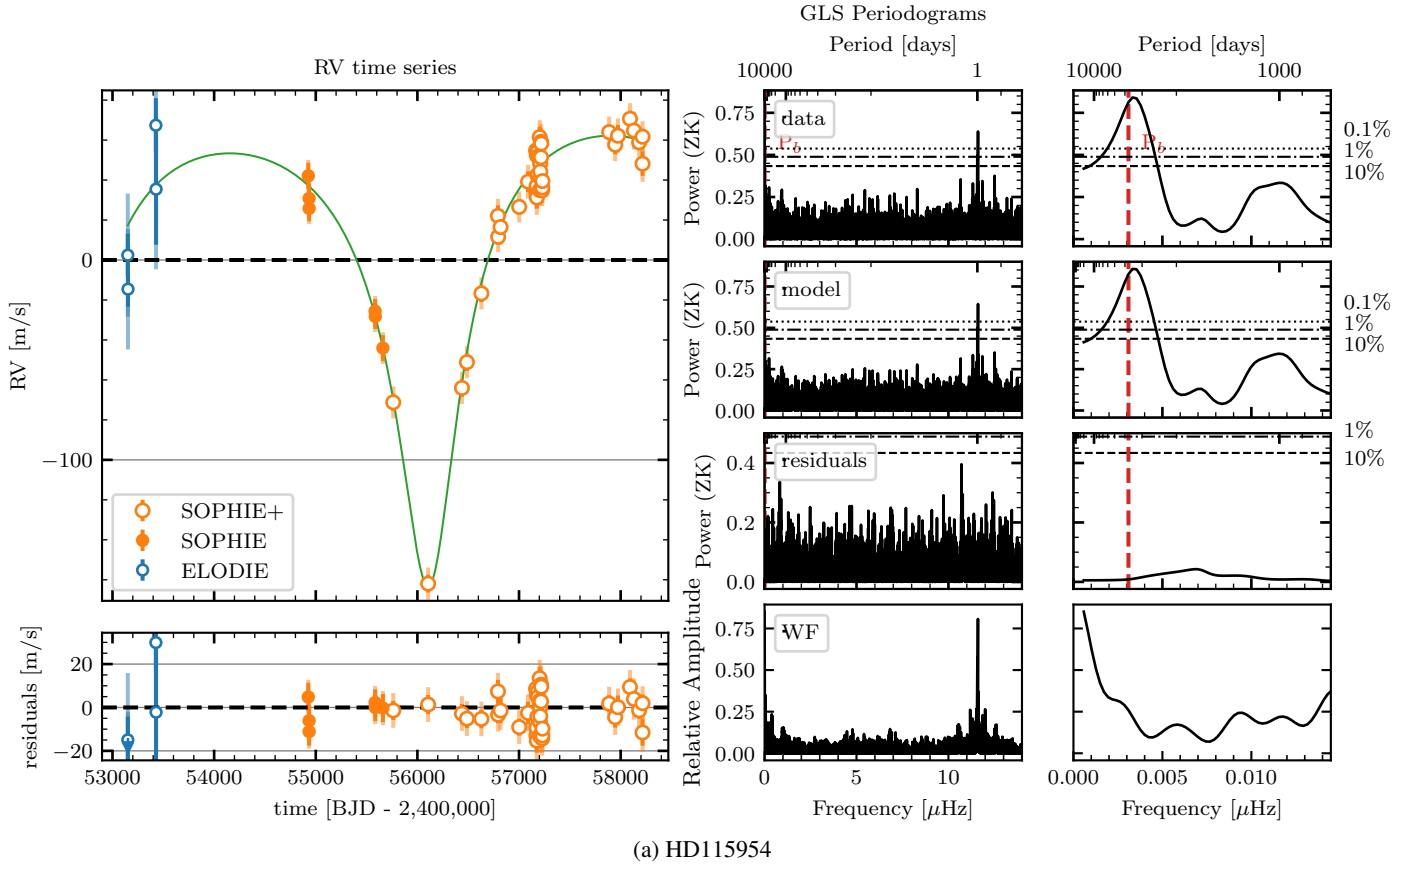 GLS Periodograms
RV time series
Period [days]
Period [days]
10000
1
10000
1000
RV [m/s]
0
−100
SOPHIE+
SOPHIE
ELODIE
residuals [m/s]
20
0
−20
53000
54000
55000
56000
57000
58000
time [BJD - 2,400,000]
Power (ZK)
0.75
0.50
0.25
0.00
data
P_b
P_b
0.1%
1%
10%
Power (ZK)
0.75
0.50
0.25
0.00
model
0.1%
1%
10%
Power (ZK)
0.4
0.2
0.0
residuals
1%
10%
Relative Amplitude
0.75
0.50
0.25
0.00
WF
0
5
10
Frequency [μHz]
0.000
0.005
0.010
Frequency [μHz]
(a) HD115954